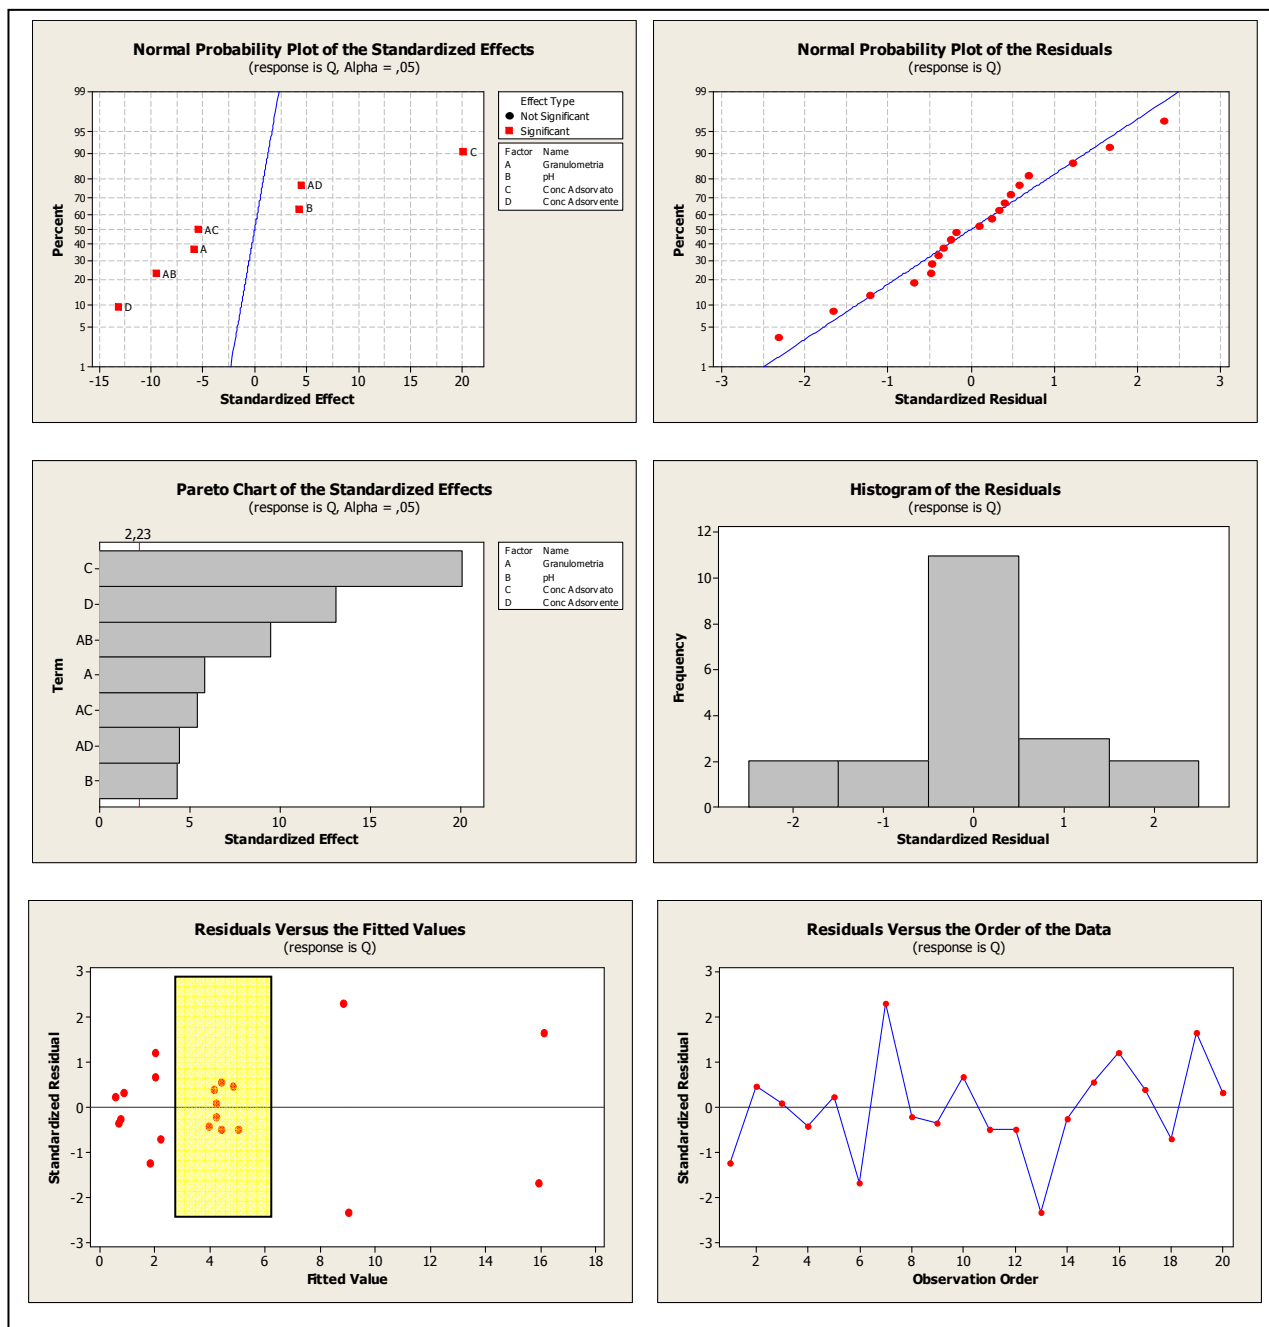 Normal Probability Plot of the Standardized Effects
(response is Q, Alpha = ,05)
99
95
90
80
70
60
50
40
30
20
10
5
1
Percent
C
AD
B
AC
A
AB
D
-15 -10 -5 0 5 10 15 20
Standardized Effect
Effect Type
Not Significant
Significant
Factor Name
A Granulometria
B pH
C Conc Adsorvato
D Conc Adsorvente
Normal Probability Plot of the Residuals
(response is Q)
99
95
90
80
70
60
50
40
30
20
10
5
1
Percent
-3 -2 -1 0 1 2 3
Standardized Residual
Pareto Chart of the Standardized Effects
(response is Q, Alpha = ,05)
2,23
C
D
AB
A
AC
AD
B
Term
0 5 10 15 20
Standardized Effect
Factor Name
A Granulometria
B pH
C Conc Adsorvato
D Conc Adsorvente
Histogram of the Residuals
(response is Q)
12
10
8
6
4
2
0
Frequency
-2 -1 0 1 2
Standardized Residual
Residuals Versus the Fitted Values
(response is Q)
3
2
1
0
-1
-2
-3
Standardized Residual
0 2 4 6 8 10 12 14 16 18
Fitted Value
Residuals Versus the Order of the Data
(response is Q)
3
2
1
0
-1
-2
-3
Standardized Residual
2 4 6 8 10 12 14 16 18 20
Observation Order